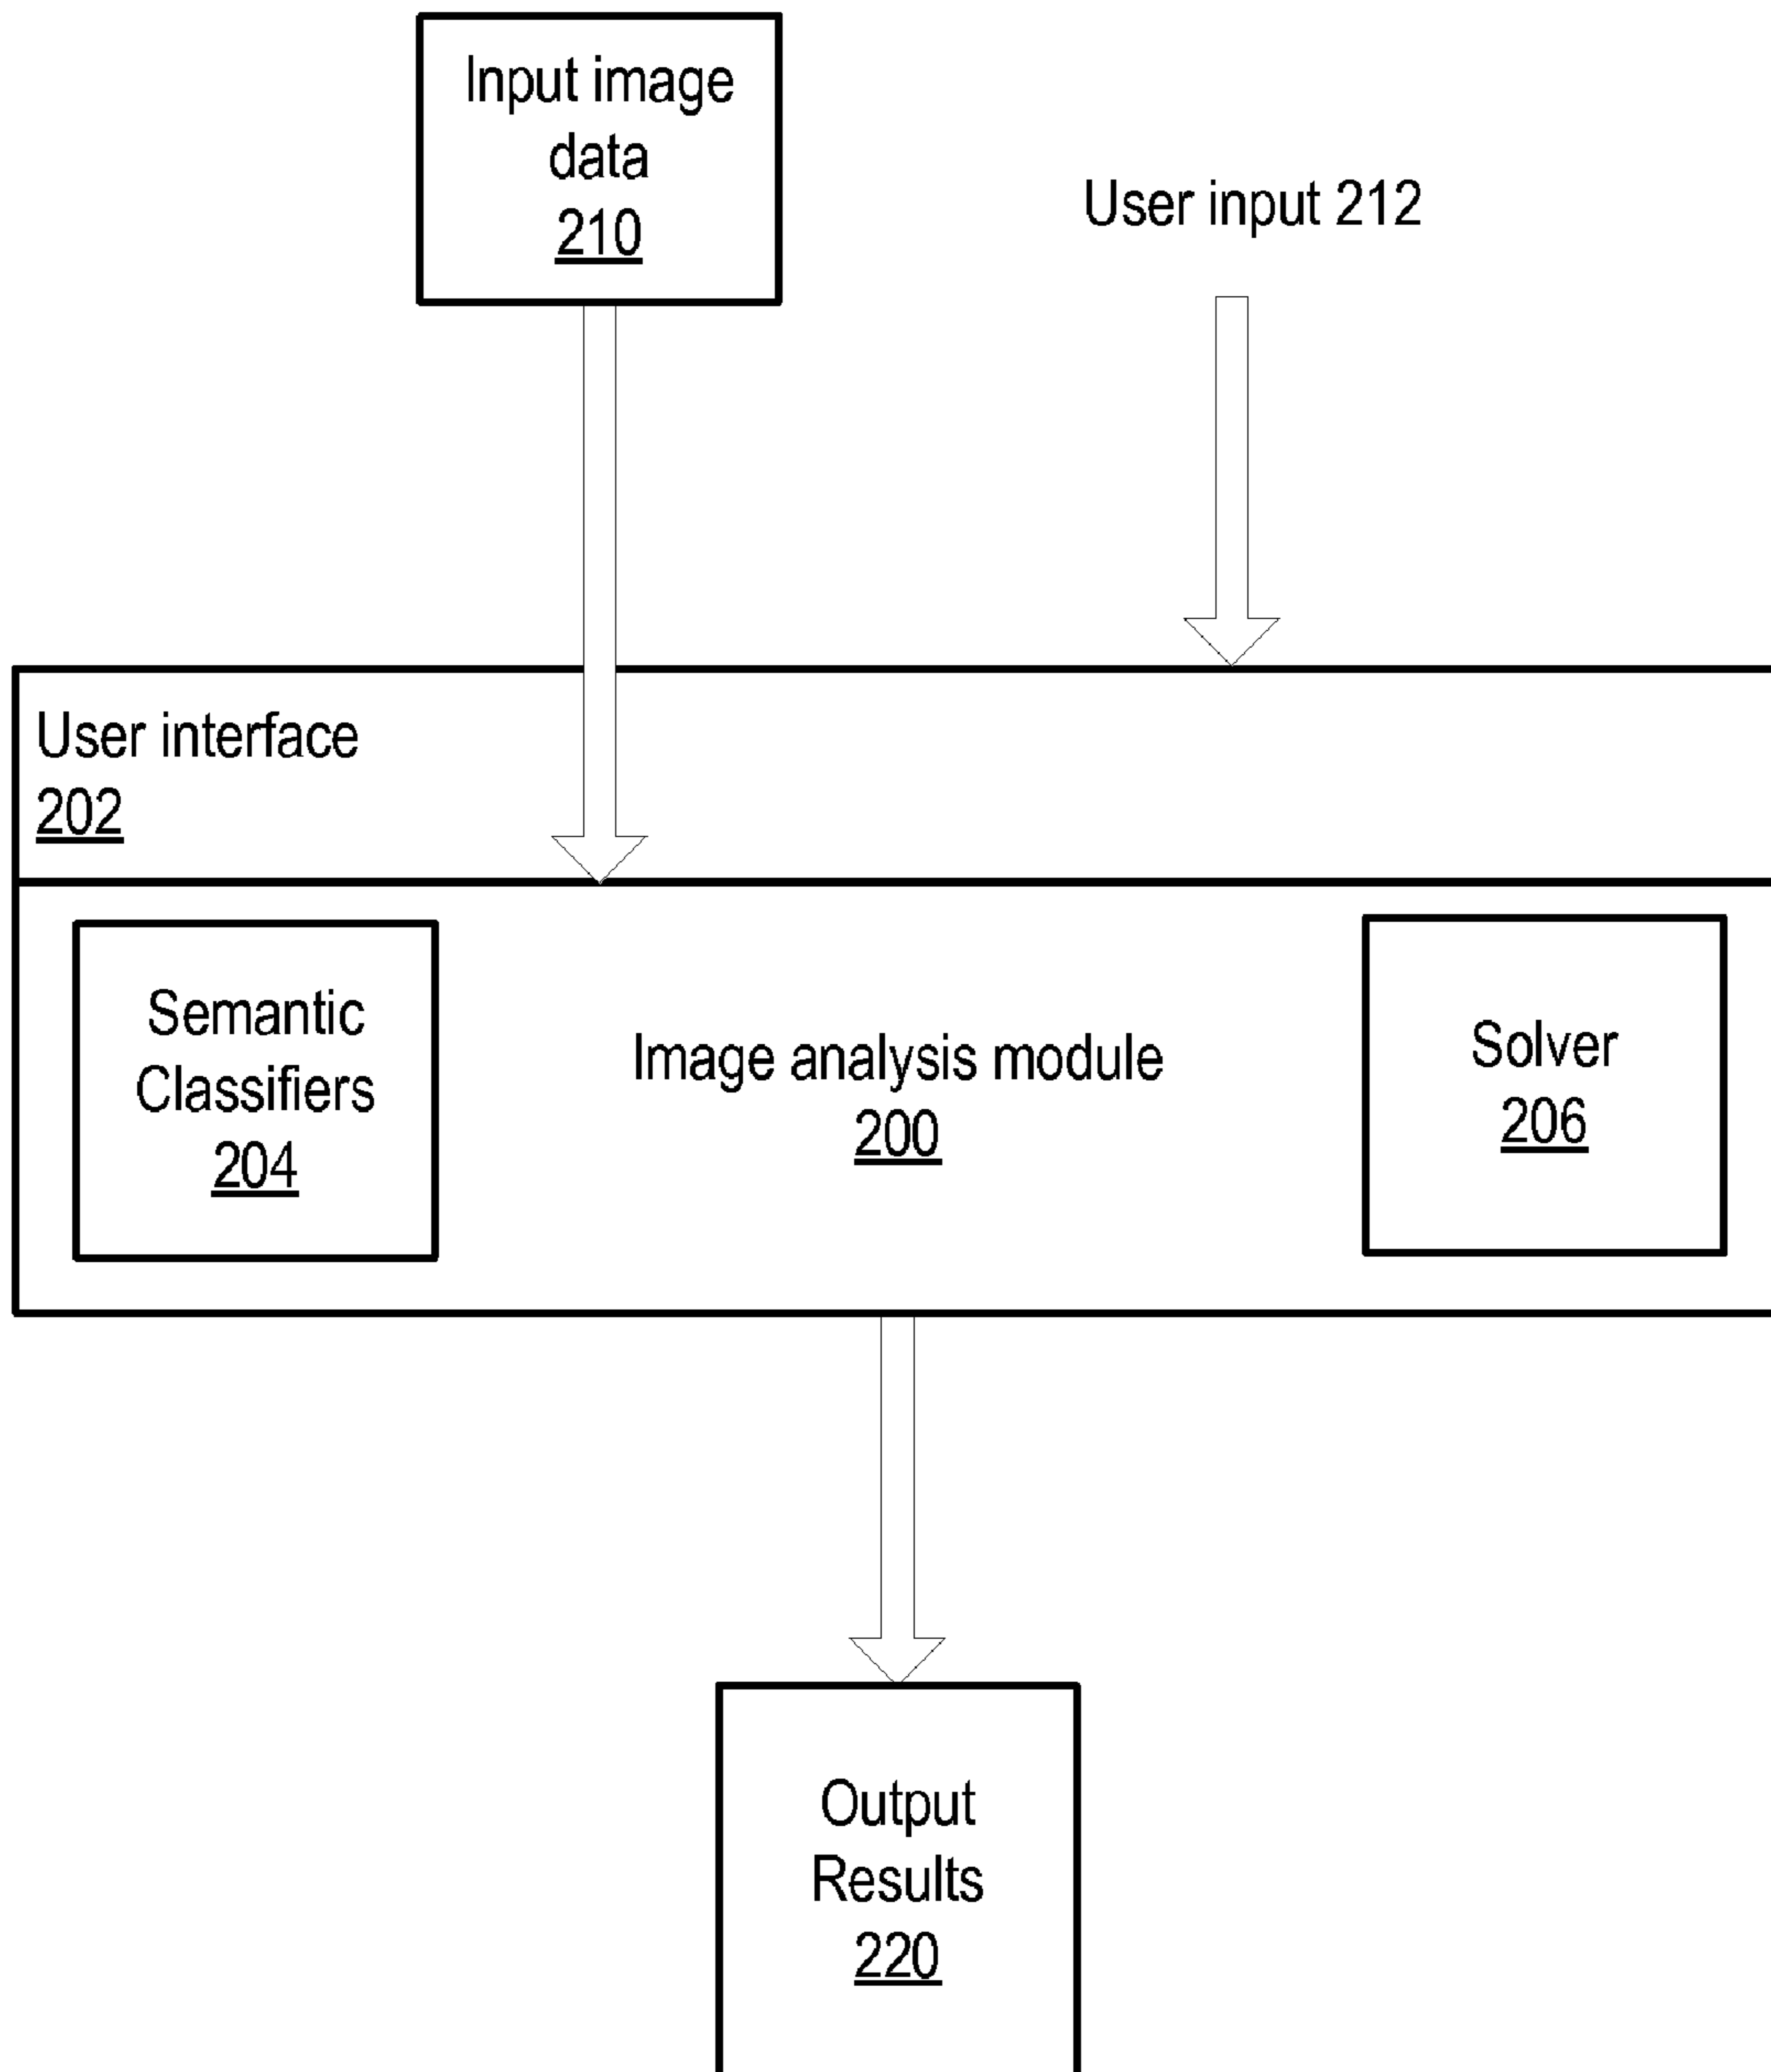 Input image
data
210
User input 212
User interface
202
Semantic
Classifiers
204
Image analysis module
200
Solver
206
Output
Results
220